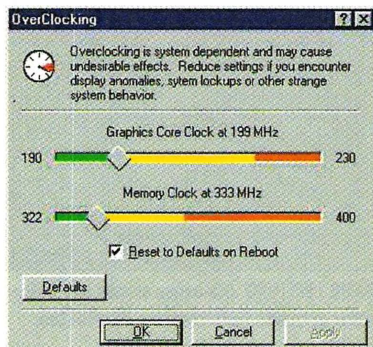 OverClocking
Overclocking is system dependent and may cause
undesirable effects. Reduce settings if you encounter
display anomalies, sytem lockups or other strange
system behavior.
Graphics Core Clock at 199 MHz
190 230
Memory Clock at 333 MHz
322 400
Reset to Defaults on Reboot
Defaults
OK Cancel Apply